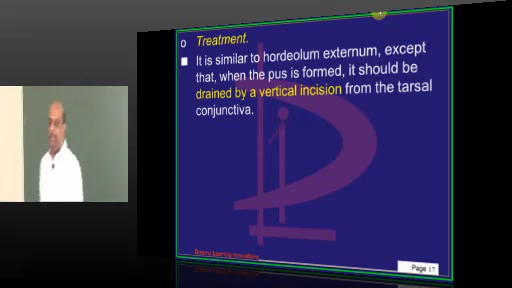 o Treatment.
■ It is similar to hordeolum externum, except
that, when the pus is formed, it should be
drained by a vertical incision from the tarsal
conjunctiva.
Page 17